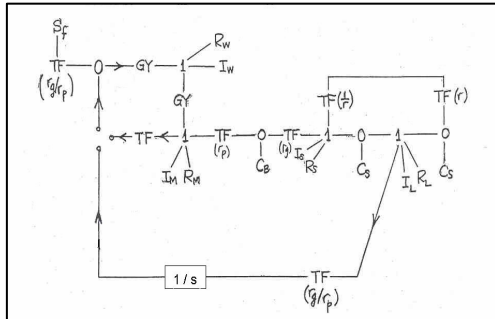 Sf
TF 0 GY 1 Rw
Iw
(rg/rp)
GY TF(1/r) TF(r)
TF 1 TF 0 TF 1 0 1 0
(rp) (rg) Is
IM RM CB Rs Cs IL RL Cs
1 / s TF
(rg/rp)